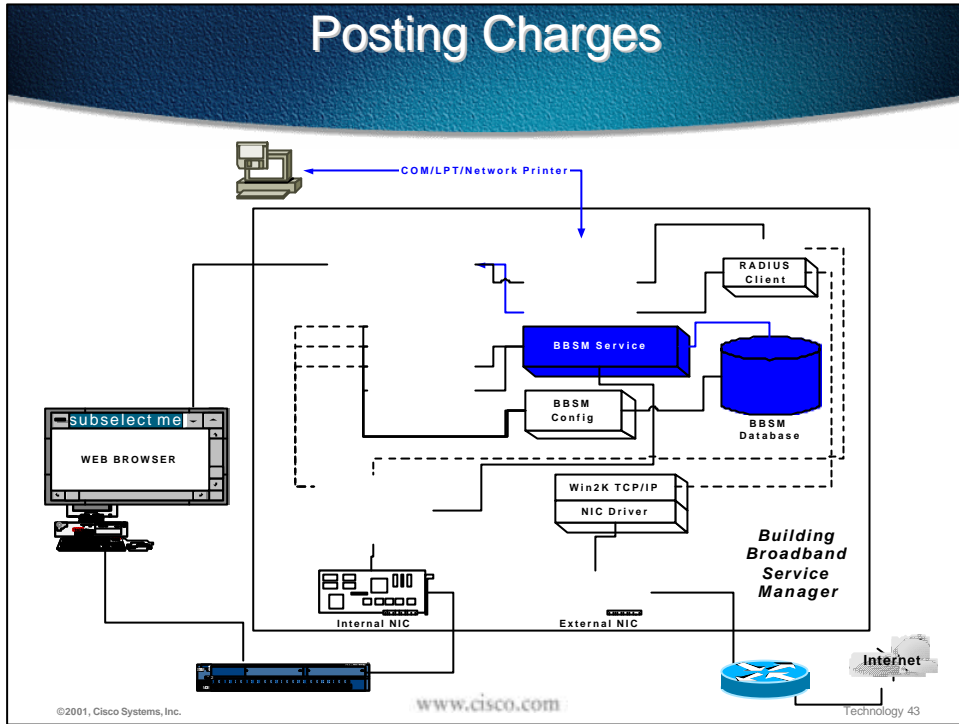 Posting Charges
COM/LPT/Network Printer
RADIUS
Client
BBSM Service
BBSM
Config
BBSM
Database
subselect me
WEB BROWSER
Win2K TCP/IP
NIC Driver
Building
Broadband
Service
Manager
Internal NIC
External NIC
Internet
©2001, Cisco Systems, Inc.
www.cisco.com
Technology 43